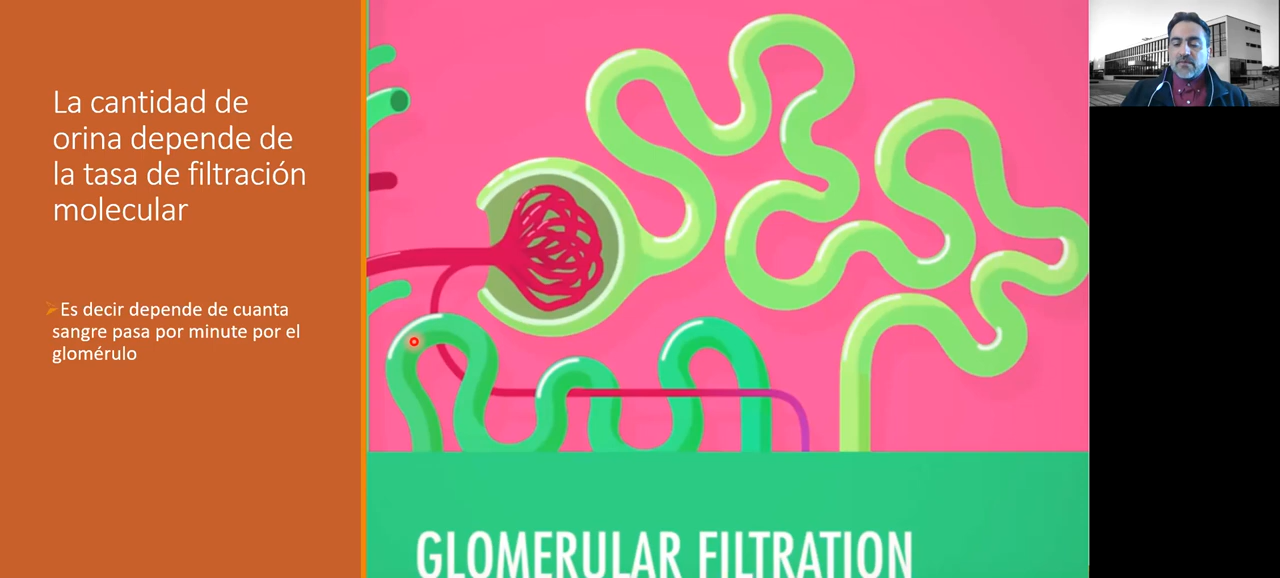 La cantidad de
orina depende de
la tasa de filtración
molecular
Es decir depende de cuanta
sangre pasa por minute por el
glomérulo
GLOMERULAR FILTRATION